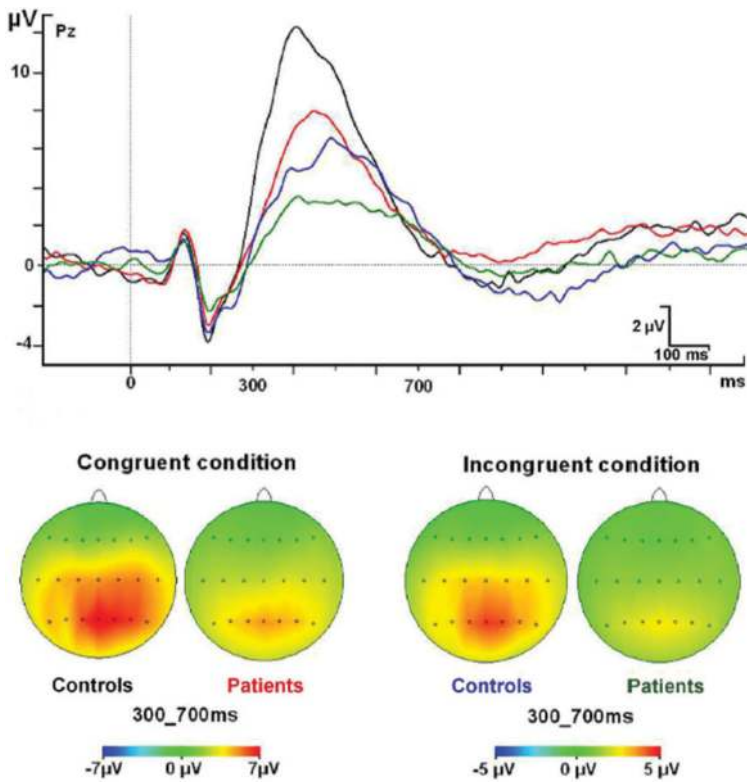 µV
Pz
10
0
-4
2 µV
100 ms
0 300 700 ms
Congruent condition Incongruent condition
Controls Patients Controls Patients
300_700ms 300_700ms
-7µV 0 µV 7µV -5 µV 0 µV 5 µV